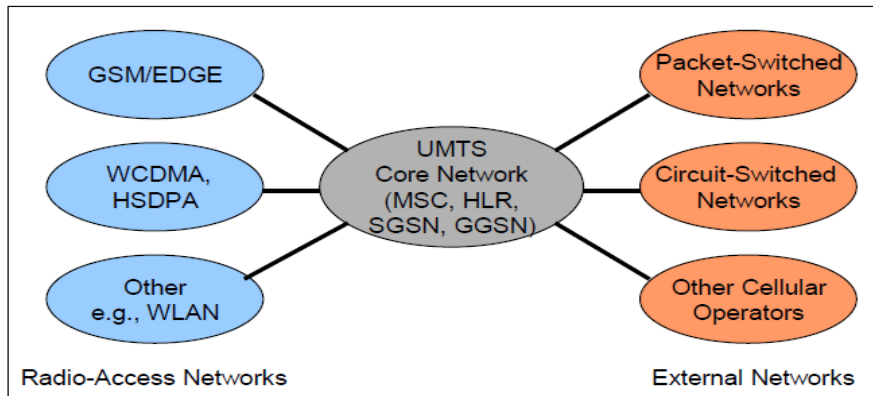 GSM/EDGE
WCDMA,
HSDPA
Other
e.g., WLAN
Radio-Access Networks
UMTS
Core Network
(MSC, HLR,
SGSN, GGSN)
Packet-Switched
Networks
Circuit-Switched
Networks
Other Cellular
Operators
External Networks